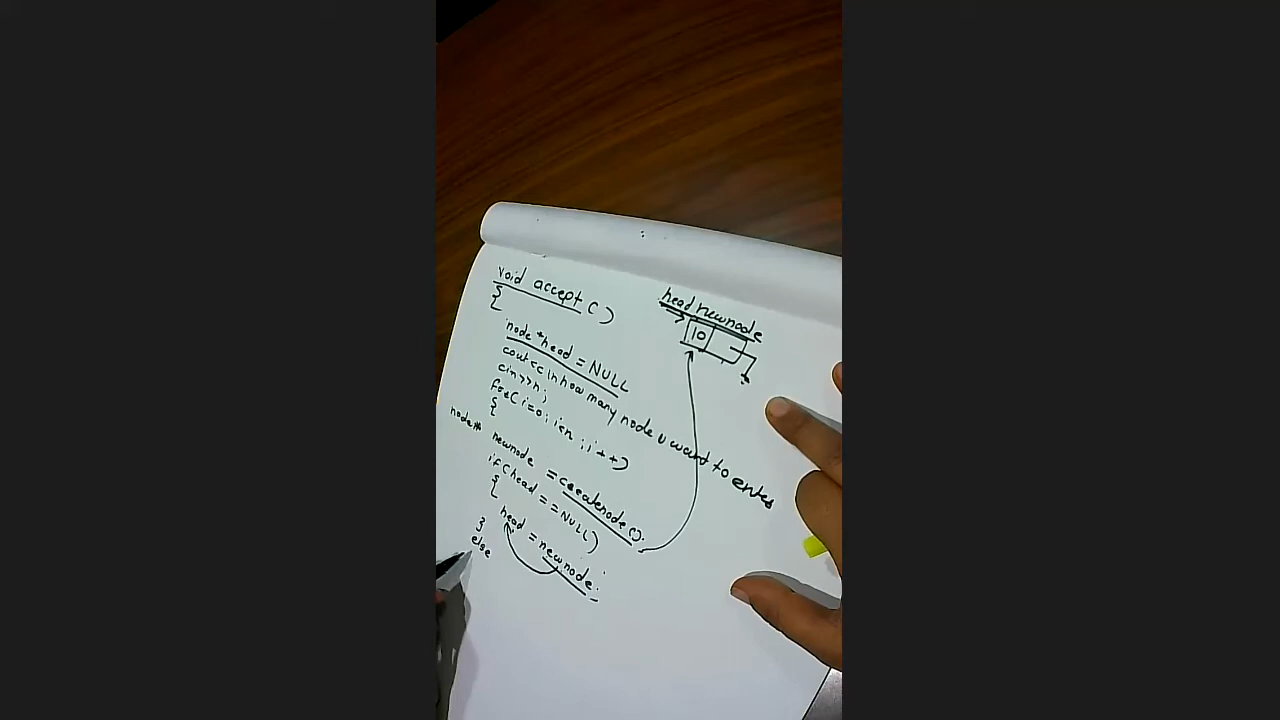 void accept ()
{
node *head = NULL
cout<< in how many node u want to enter
cin>>n;
for(i=0; i<n ; i++)
{
node* newnode = createnode();
if(head == NULL)
{
head = newnode;
}
else
head newnode
10